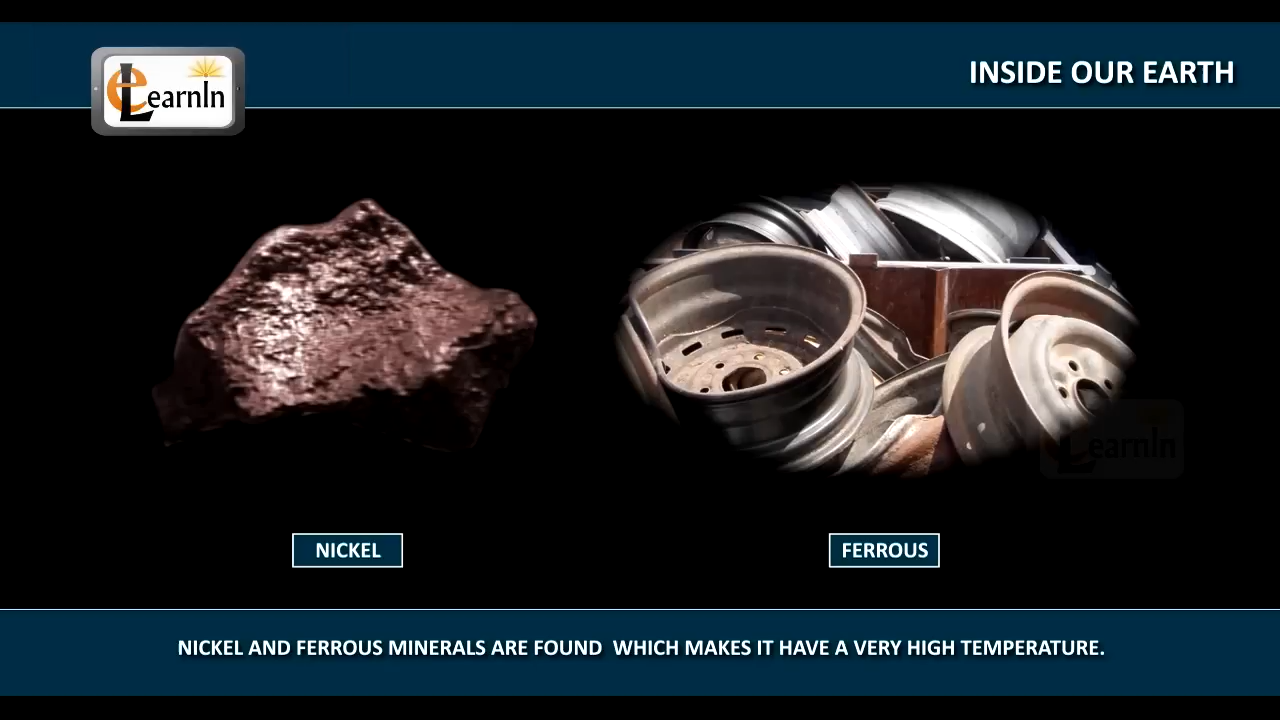 eLearnIn
INSIDE OUR EARTH
LearnIn
NICKEL
FERROUS
NICKEL AND FERROUS MINERALS ARE FOUND WHICH MAKES IT HAVE A VERY HIGH TEMPERATURE.